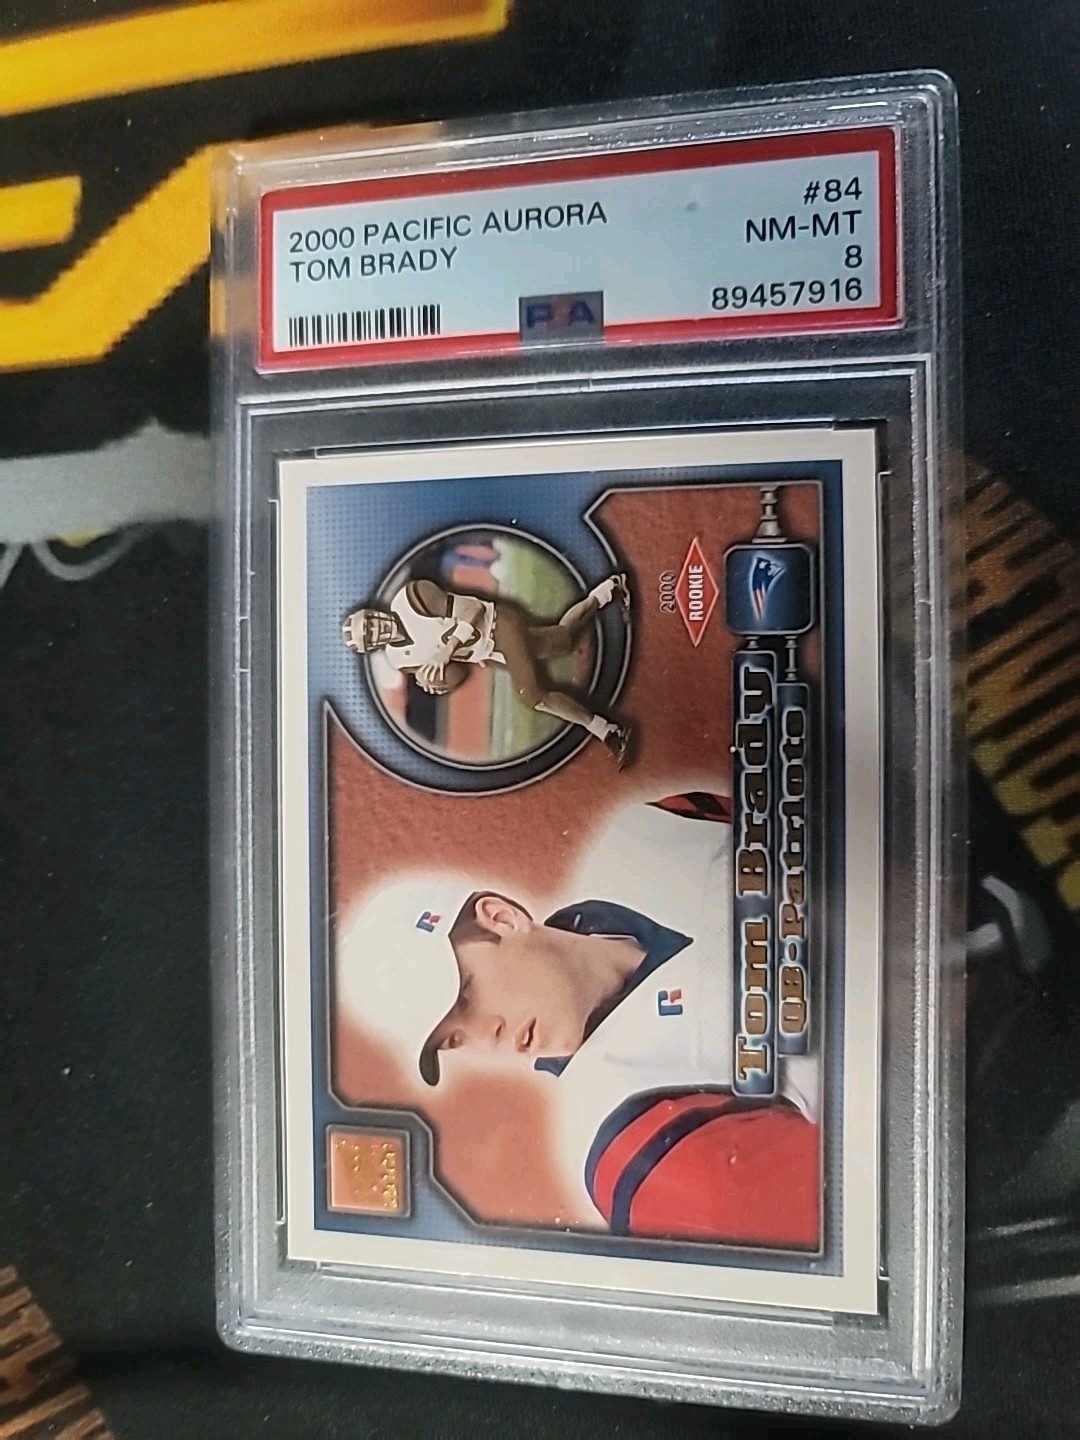 2000 PACIFIC AURORA
TOM BRADY
#84
NM-MT
8
89457916
PSA
2000
ROOKIE
Tom Brady
QB•Patriots